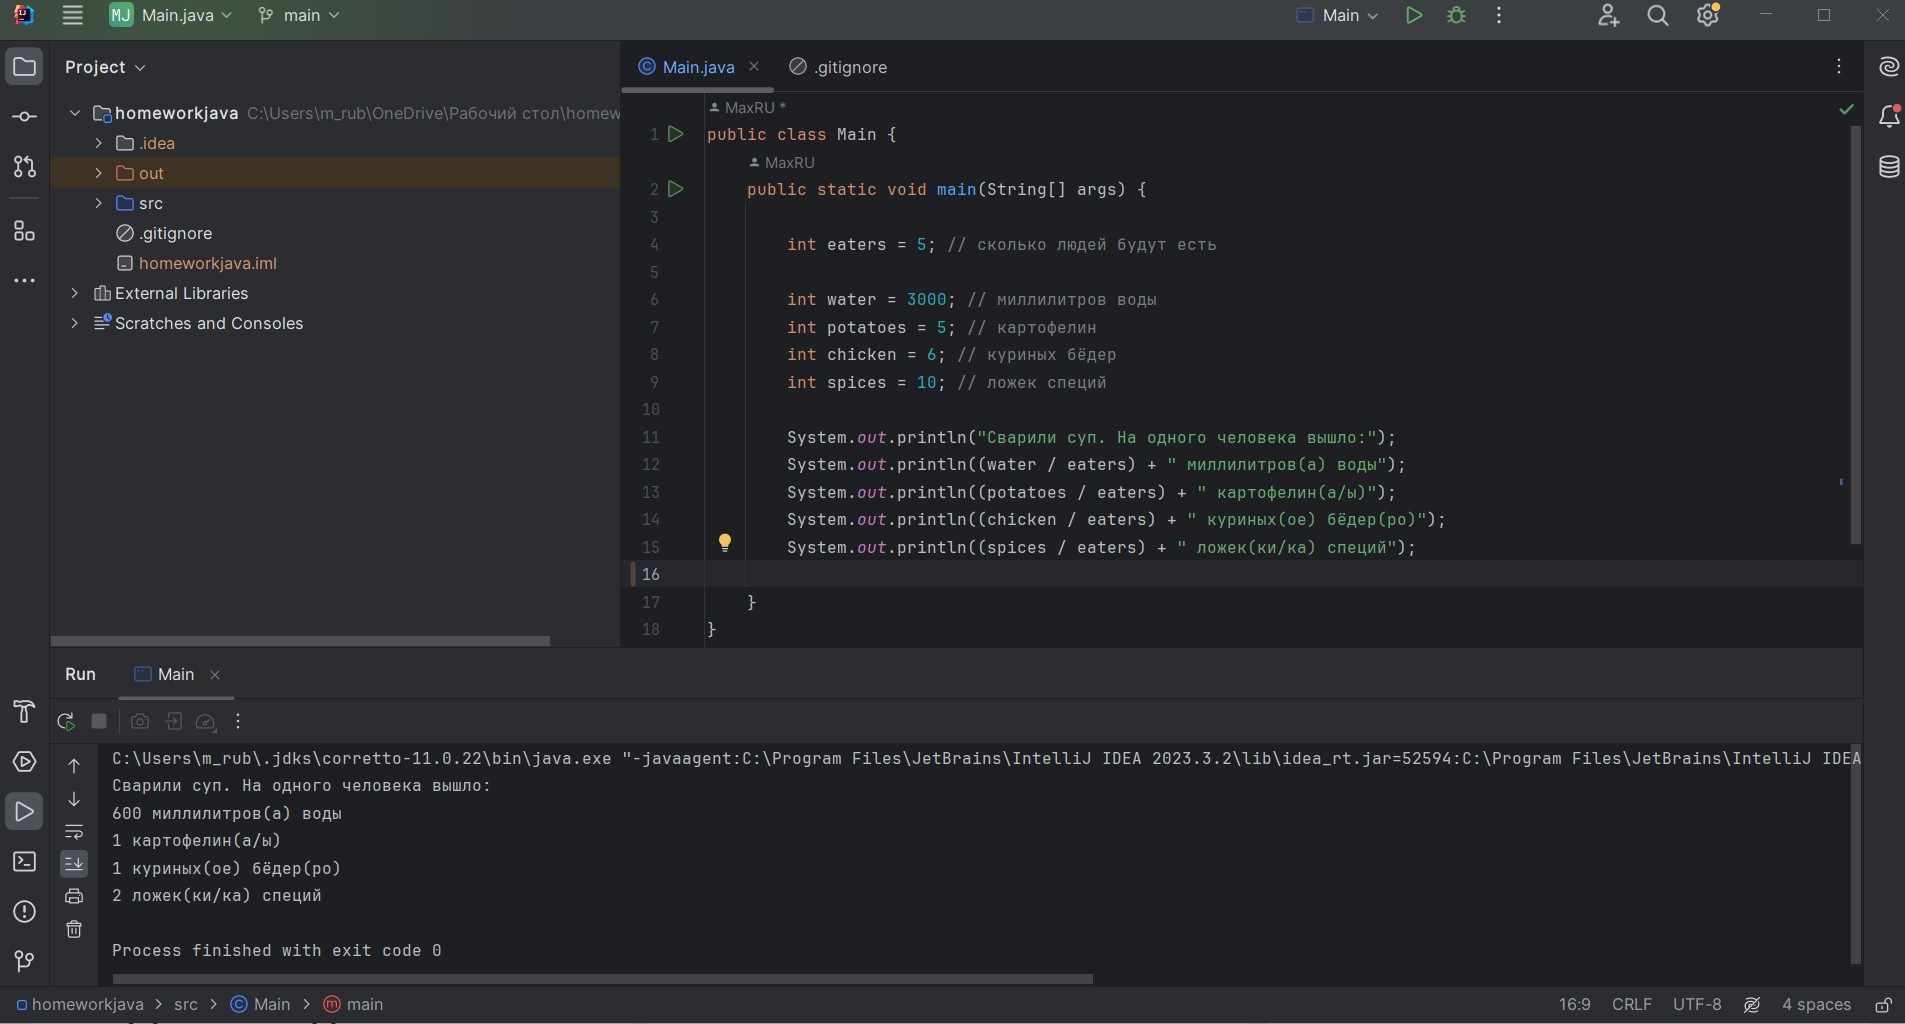 MJ Main.java main Main
Project
Main.java .gitignore
homeworkjava C:\Users\m_rub\OneDrive\Рабочий стол\homew
.idea
out
src
.gitignore
homeworkjava.iml
External Libraries
Scratches and Consoles
MaxRU *
1 public class Main {
MaxRU
2 public static void main(String[] args) {
3
4 int eaters = 5; // сколько людей будут есть
5
6 int water = 3000; // миллилитров воды
7 int potatoes = 5; // картофелин
8 int chicken = 6; // куриных бёдер
9 int spices = 10; // ложек специй
10
11 System.out.println("Сварили суп. На одного человека вышло:");
12 System.out.println((water / eaters) + " миллилитров(а) воды");
13 System.out.println((potatoes / eaters) + " картофелин(а/ы)");
14 System.out.println((chicken / eaters) + " куриных(ое) бёдер(ро)");
15 System.out.println((spices / eaters) + " ложек(ки/ка) специй");
16
17 }
18 }
Run Main
C:\Users\m_rub\.jdks\corretto-11.0.22\bin\java.exe "-javaagent:C:\Program Files\JetBrains\IntelliJ IDEA 2023.3.2\lib\idea_rt.jar=52594:C:\Program Files\JetBrains\IntelliJ IDEA
Сварили суп. На одного человека вышло:
600 миллилитров(а) воды
1 картофелин(а/ы)
1 куриных(ое) бёдер(ро)
2 ложек(ки/ка) специй
Process finished with exit code 0
homeworkjava > src > Main > main 16:9 CRLF UTF-8 4 spaces